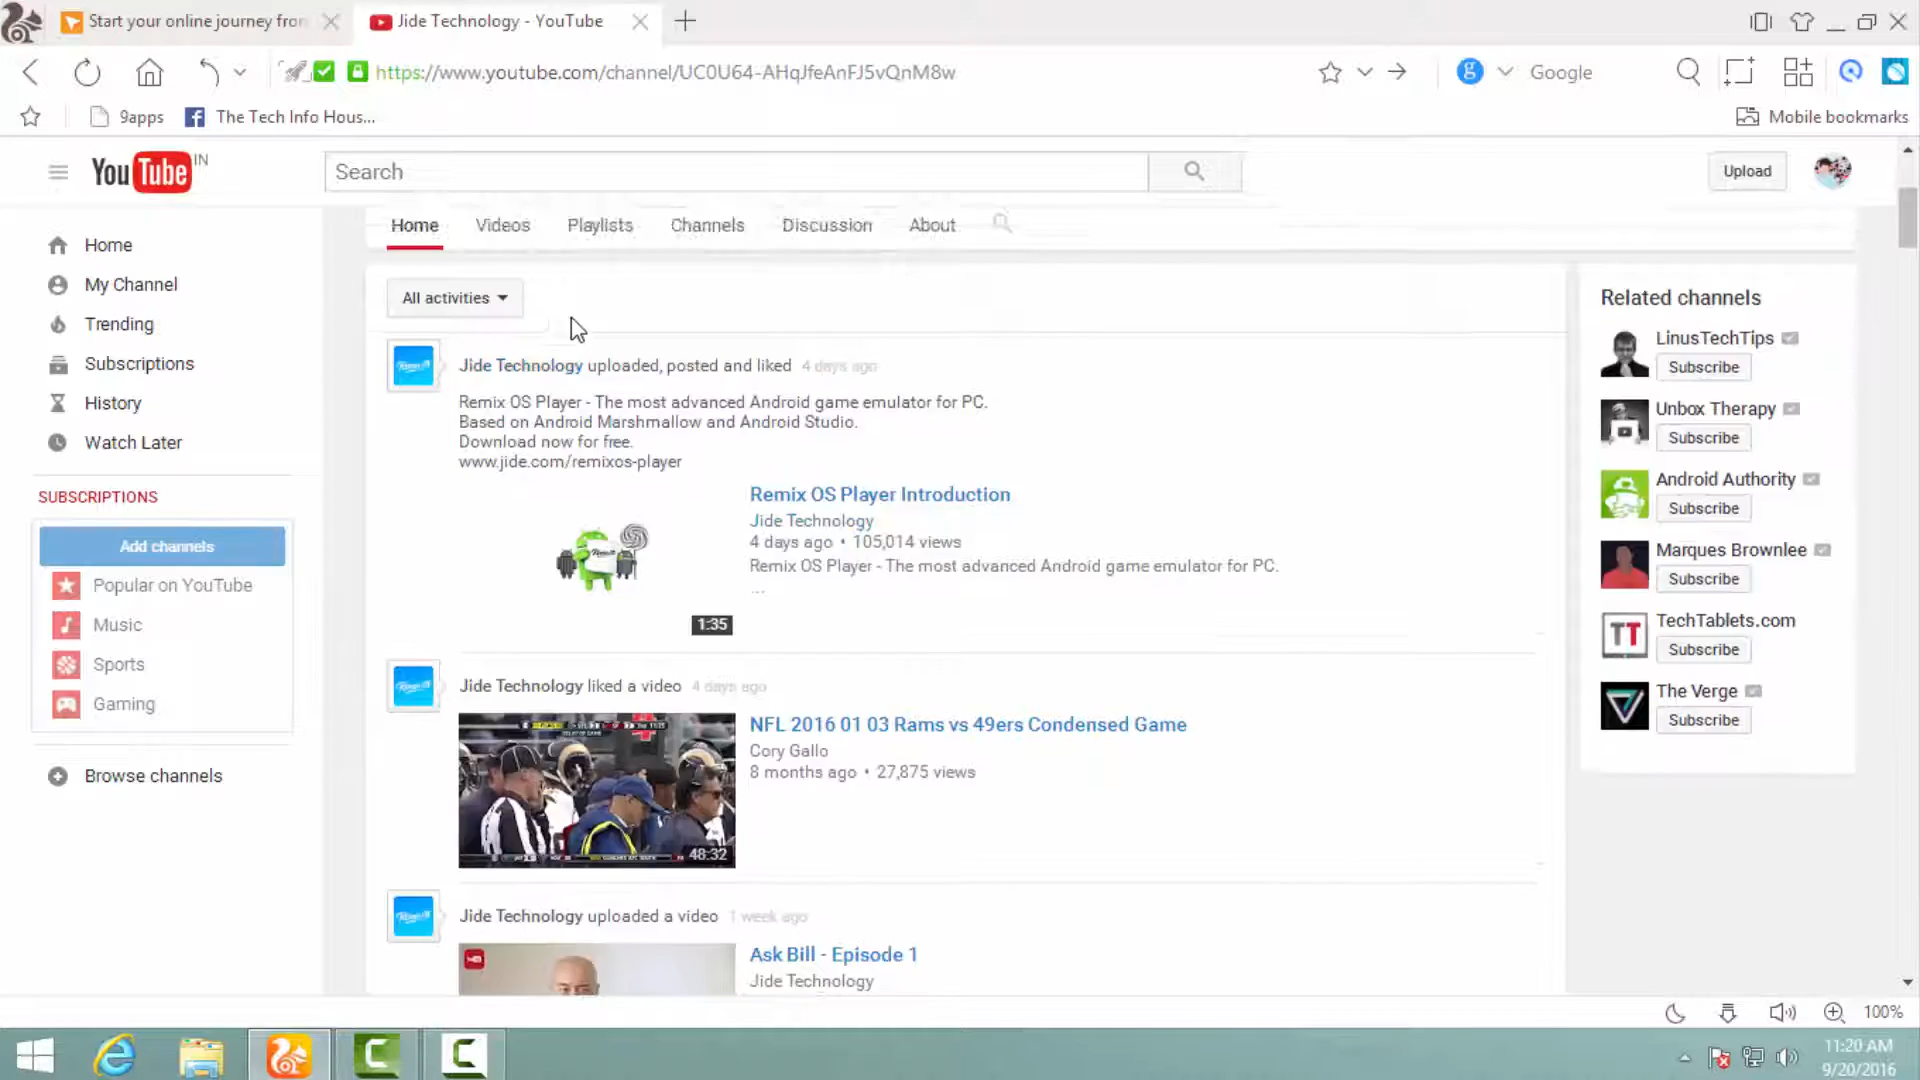 Start your online journey fron
Jide Technology - YouTube
https://www.youtube.com/channel/UC0U64-AHqJfeAnFJ5vQnM8w
Google
9apps
The Tech Info Hous...
Mobile bookmarks
YouTube IN
Search
Upload
Home
My Channel
Trending
Subscriptions
History
Watch Later
SUBSCRIPTIONS
Add channels
Popular on YouTube
Music
Sports
Gaming
Browse channels
Home Videos Playlists Channels Discussion About
All activities
Jide Technology uploaded, posted and liked 4 days ago
Remix OS Player - The most advanced Android game emulator for PC.
Based on Android Marshmallow and Android Studio.
Download now for free.
www.jide.com/remixos-player
Remix OS Player Introduction
Jide Technology
4 days ago • 105,014 views
Remix OS Player - The most advanced Android game emulator for PC.
...
1:35
Jide Technology liked a video 4 days ago
NFL 2016 01 03 Rams vs 49ers Condensed Game
Cory Gallo
8 months ago • 27,875 views
48:32
Jide Technology uploaded a video 1 week ago
Ask Bill - Episode 1
Jide Technology
Related channels
LinusTechTips
Subscribe
Unbox Therapy
Subscribe
Android Authority
Subscribe
Marques Brownlee
Subscribe
TechTablets.com
Subscribe
The Verge
Subscribe
TT
100%
11:20 AM
9/20/2016